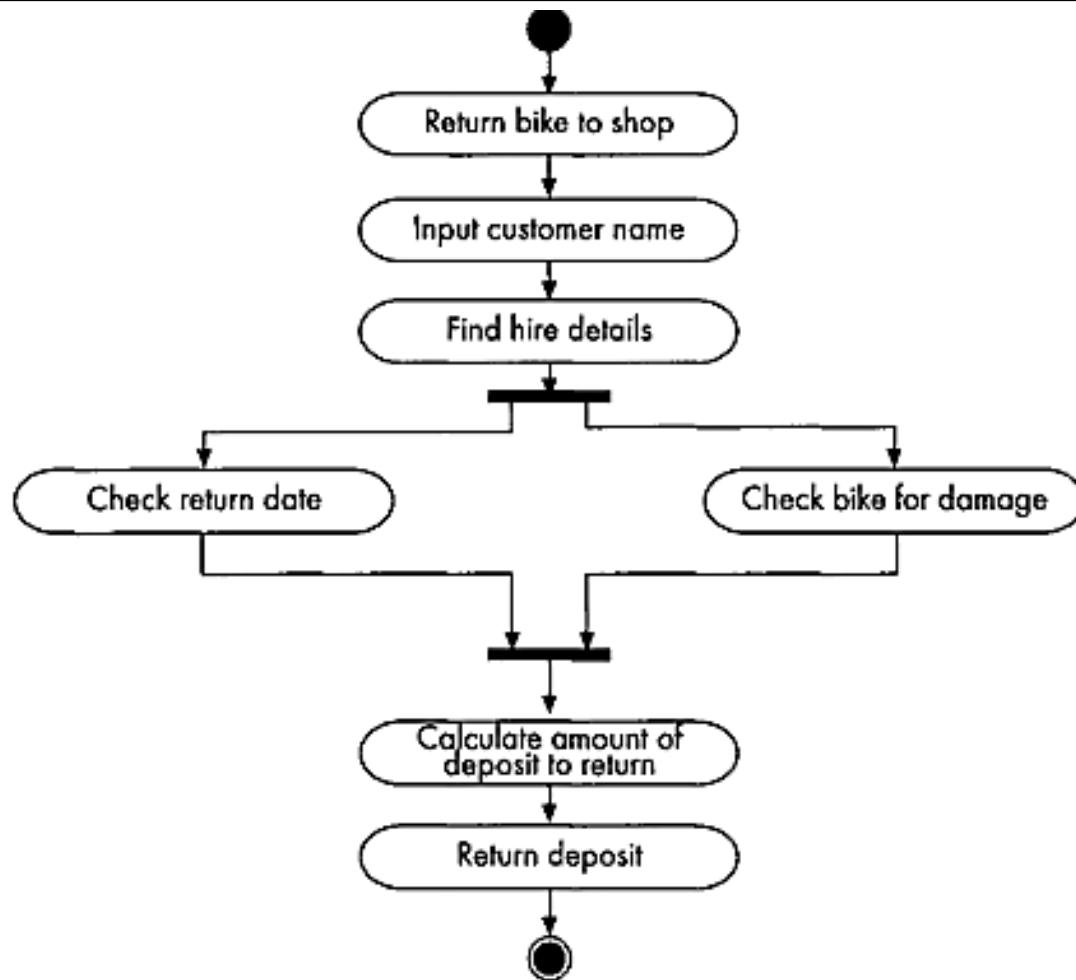 Return bike to shop
Input customer name
Find hire details
Check return date
Check bike for damage
Calculate amount of
deposit to return
Return deposit